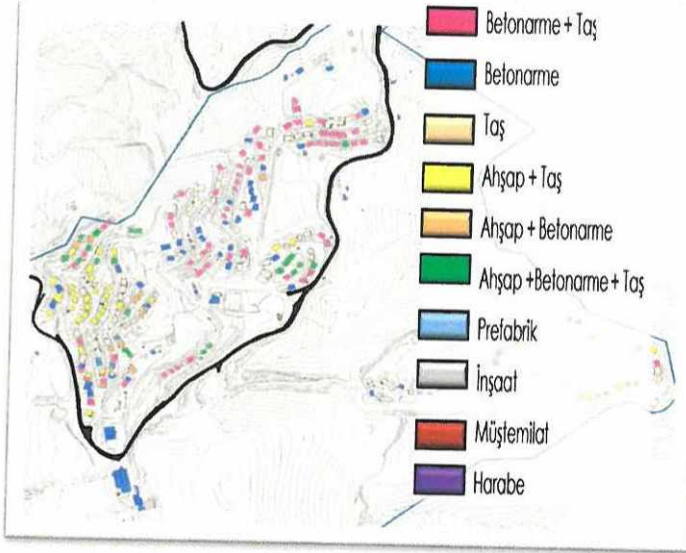 Betonarme + Taş
Betonarme
Taş
Ahşap + Taş
Ahşap + Betonarme
Ahşap +Betonarme + Taş
Prefabrik
İnşaat
Müştemilat
Harabe